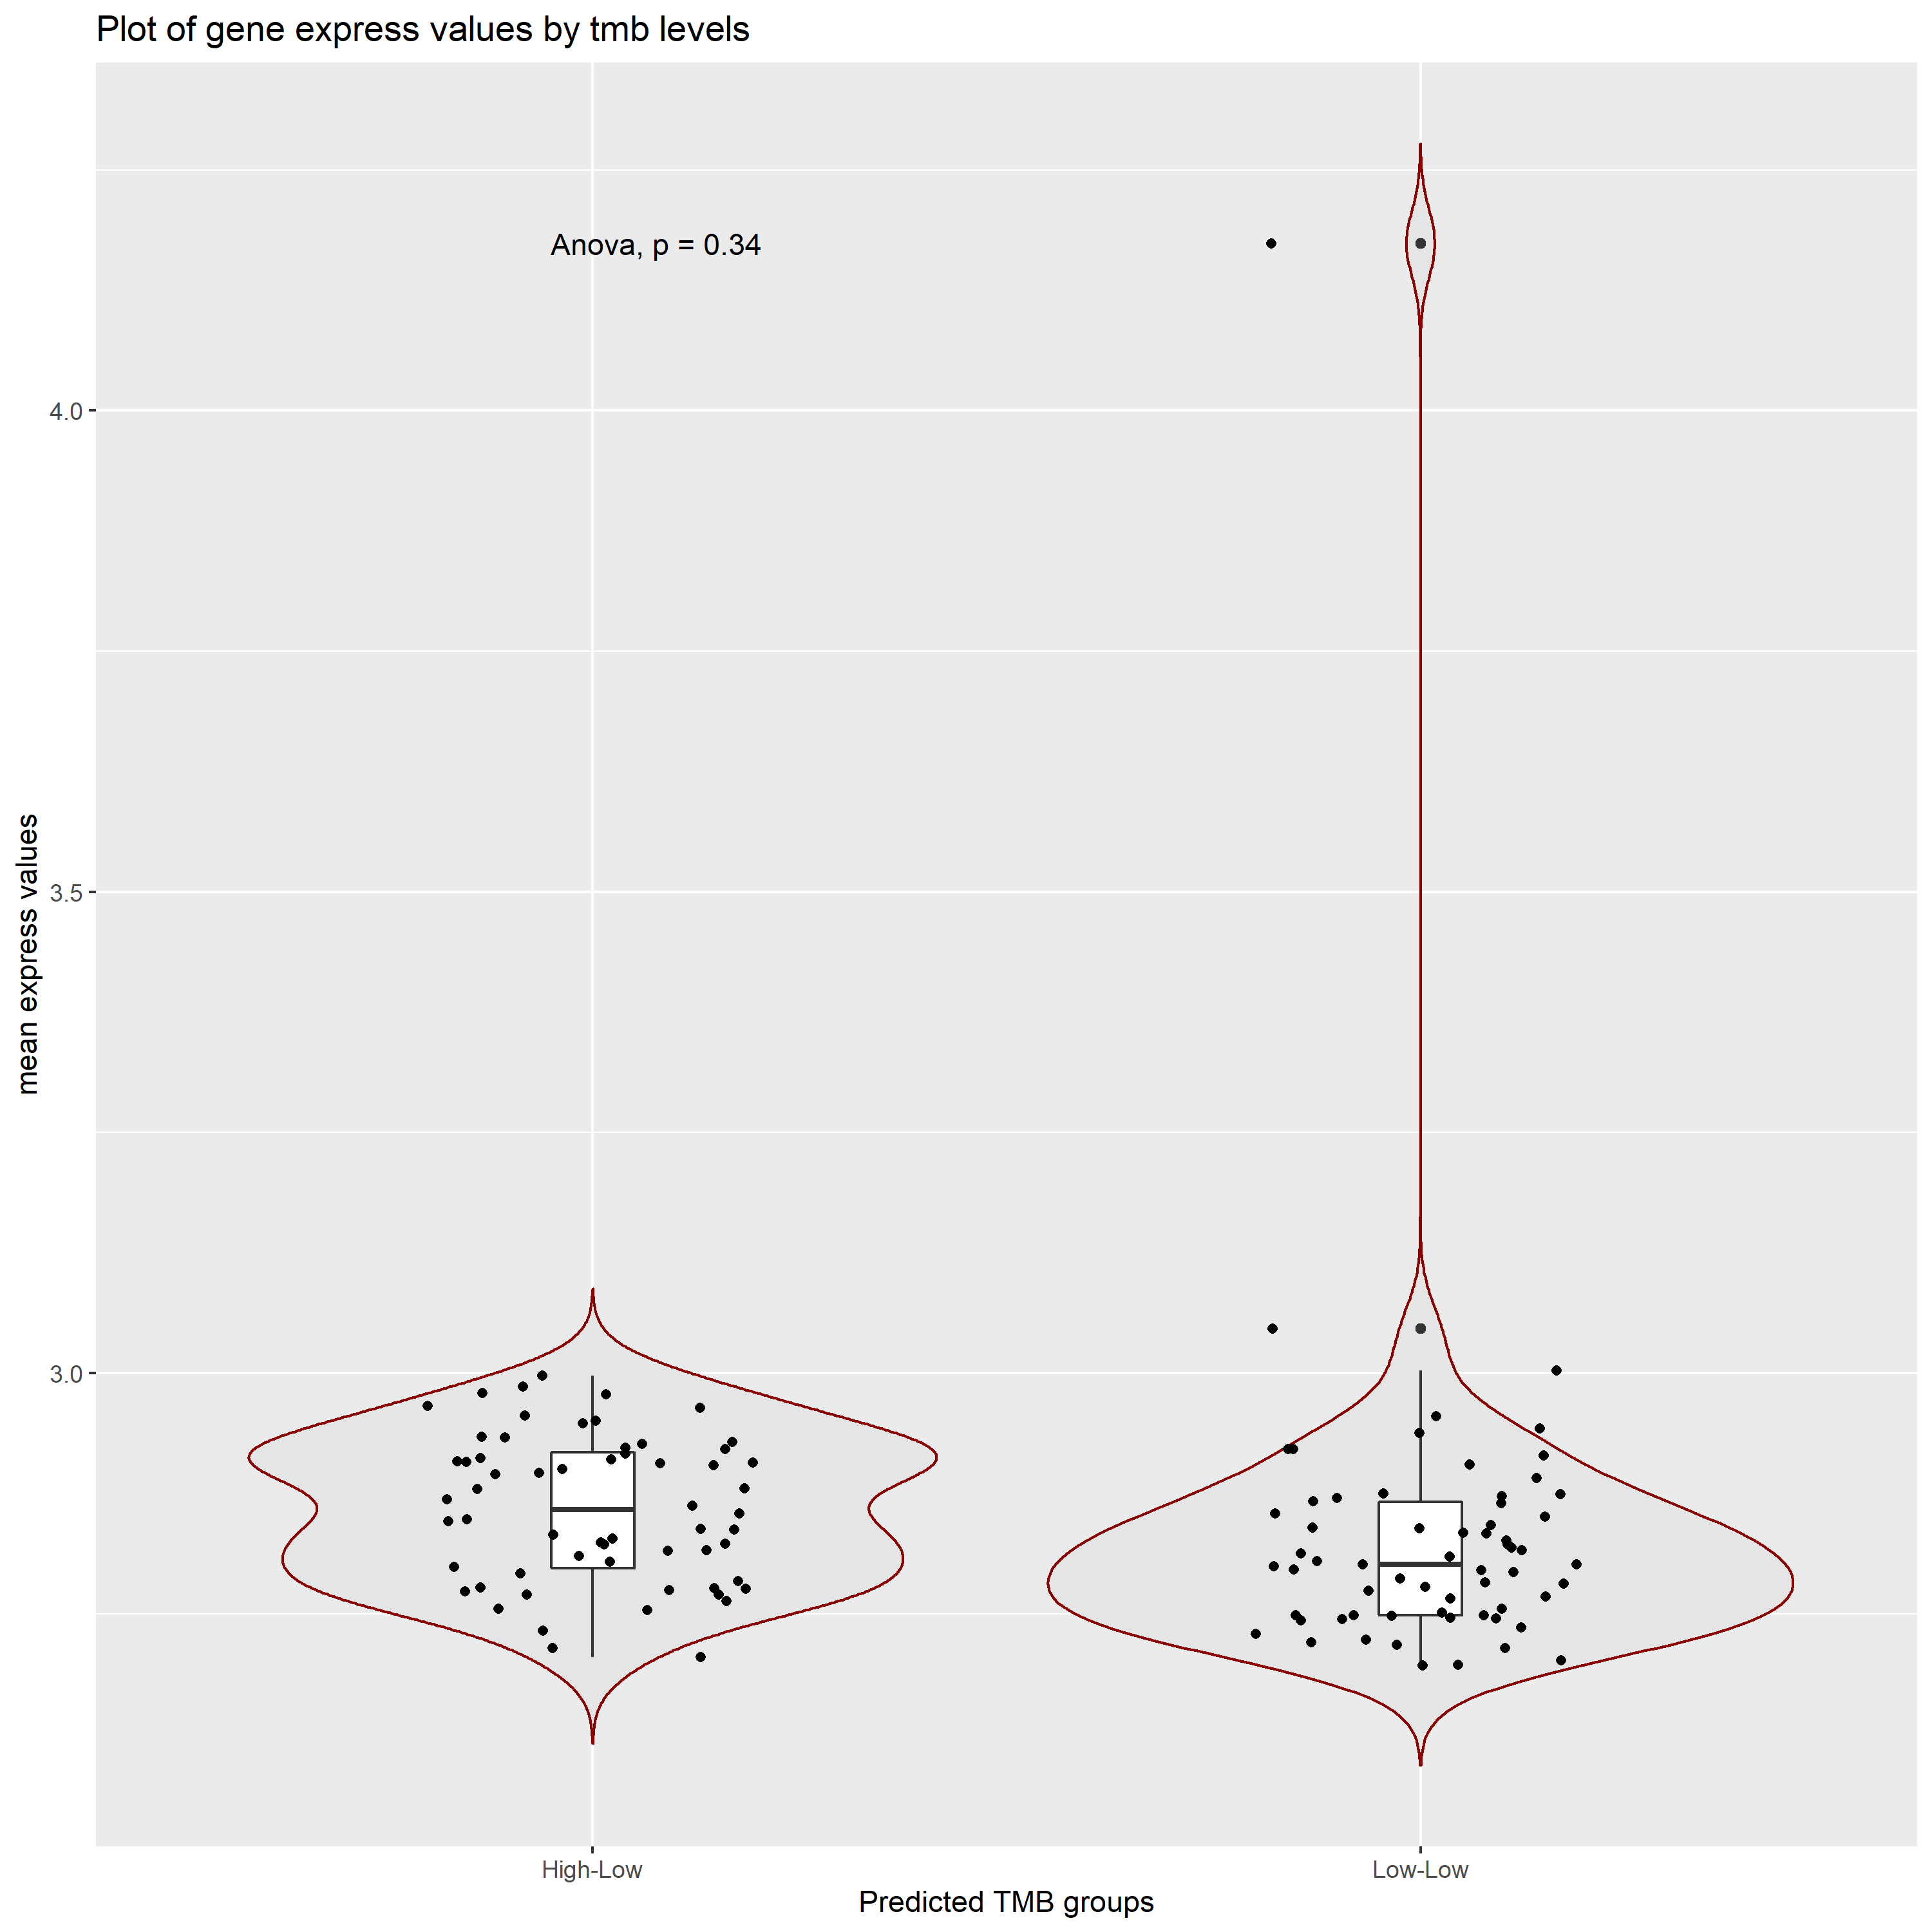 Plot of gene express values by tmb levels
Anova, p = 0.34
4.0
3.5
3.0
mean express values
High-Low
Low-Low
Predicted TMB groups